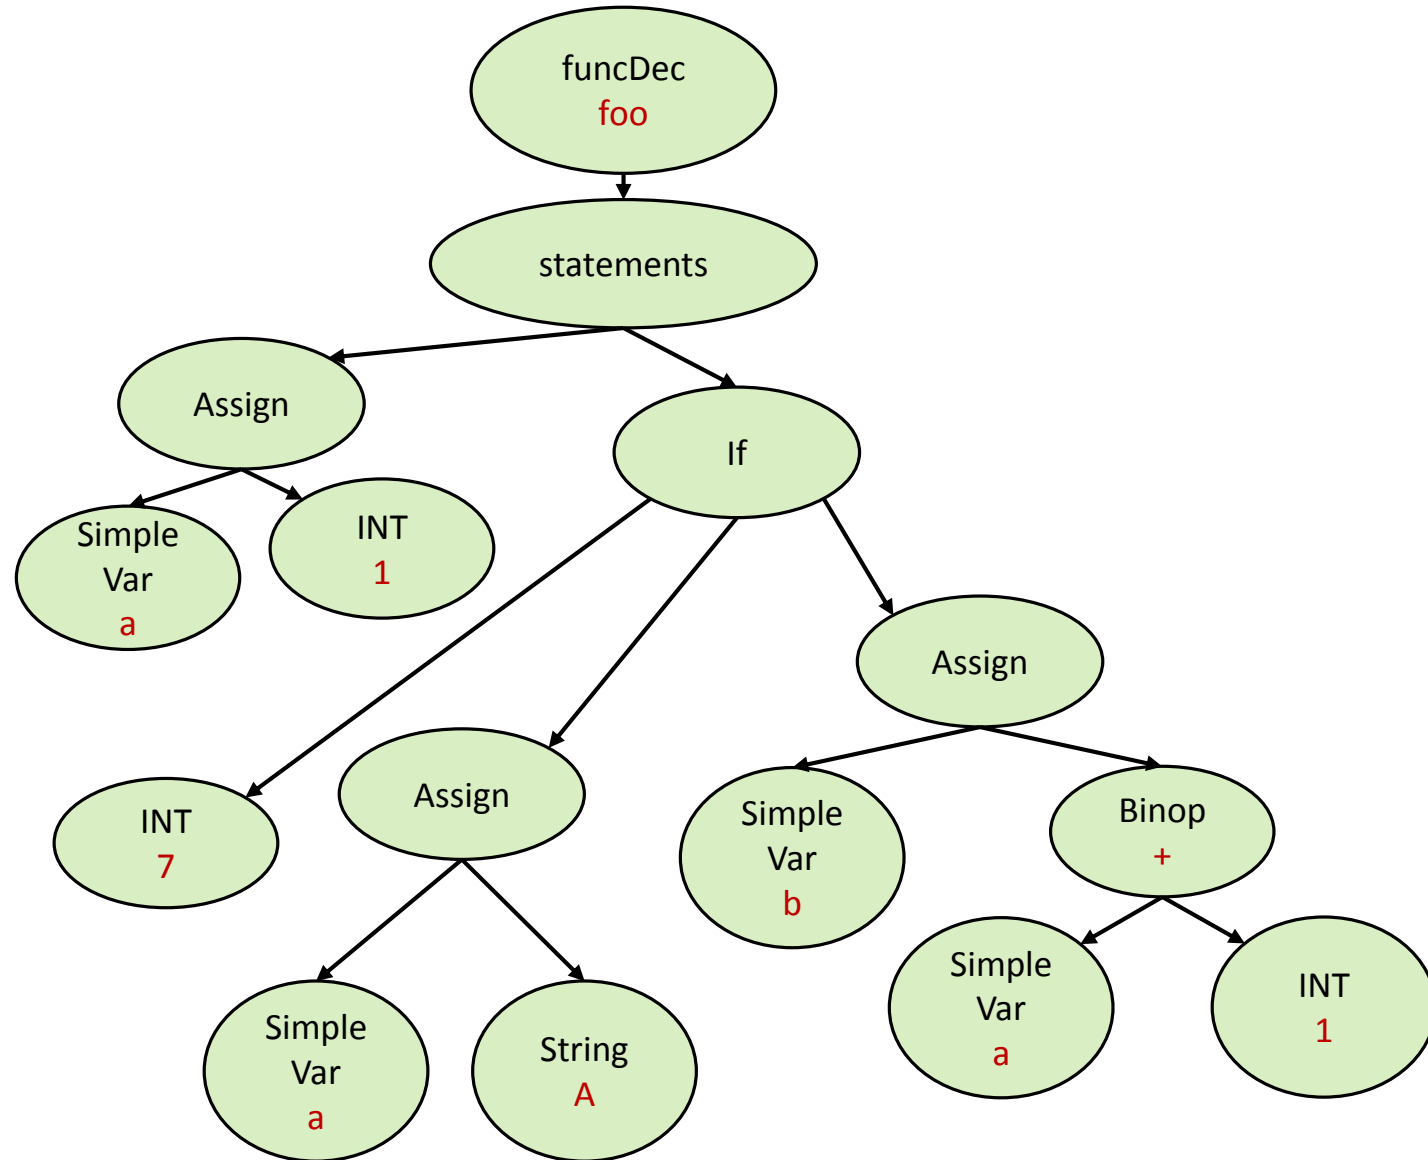 funcDec
foo
statements
Assign
If
Simple
Var
a
INT
1
Assign
INT
7
Assign
Simple
Var
b
Binop
+
Simple
Var
a
String
A
Simple
Var
a
INT
1